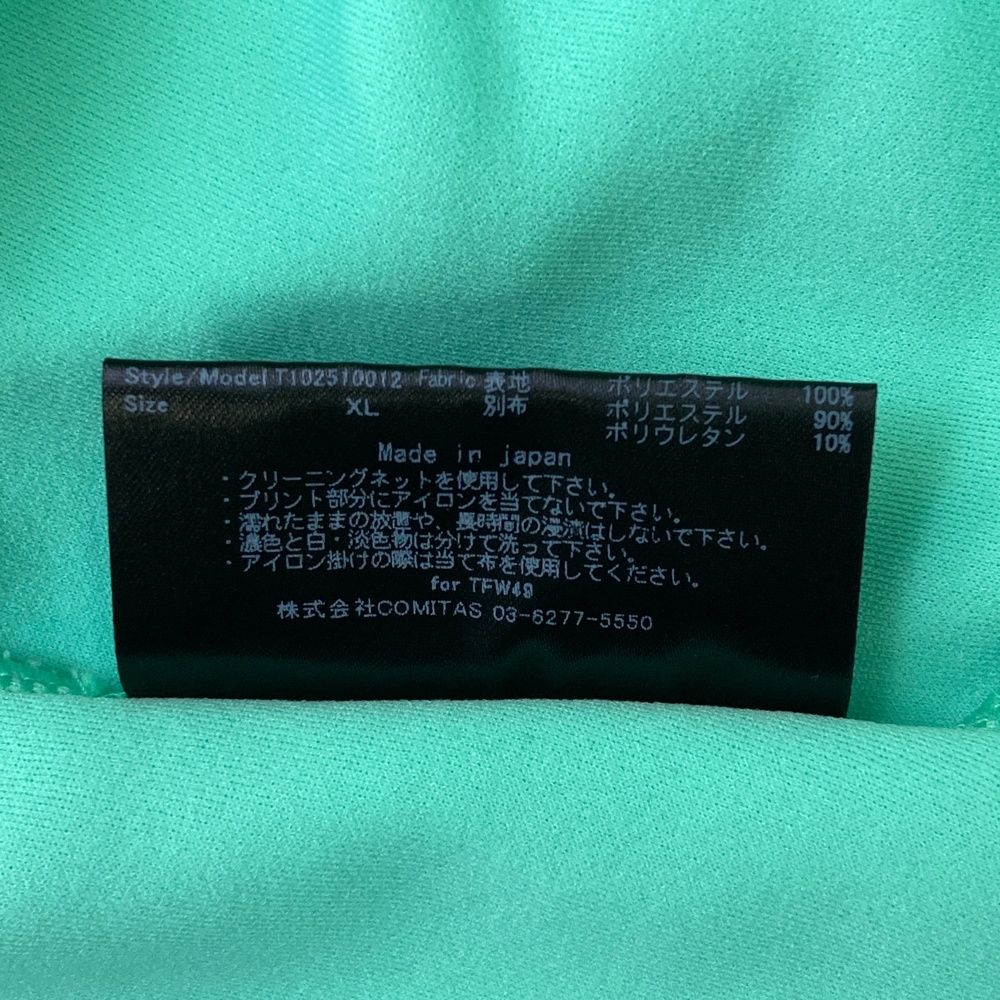 Style/Model T102510012 Fabric 表地 ポリエステル 100%
Size XL 別布 ポリエステル 90%
ポリウレタン 10%
Made in japan
・クリーニングネットを使用して下さい。
・プリント部分にアイロンを当てないで下さい。
・濡れたままの放置や、長時間の浸漬はしないで下さい。
・濃色と白・淡色物は分けて洗って下さい。
・アイロン掛けの際は当て布を使用してください。
for TFW49
株式会社COMITAS 03-6277-5550